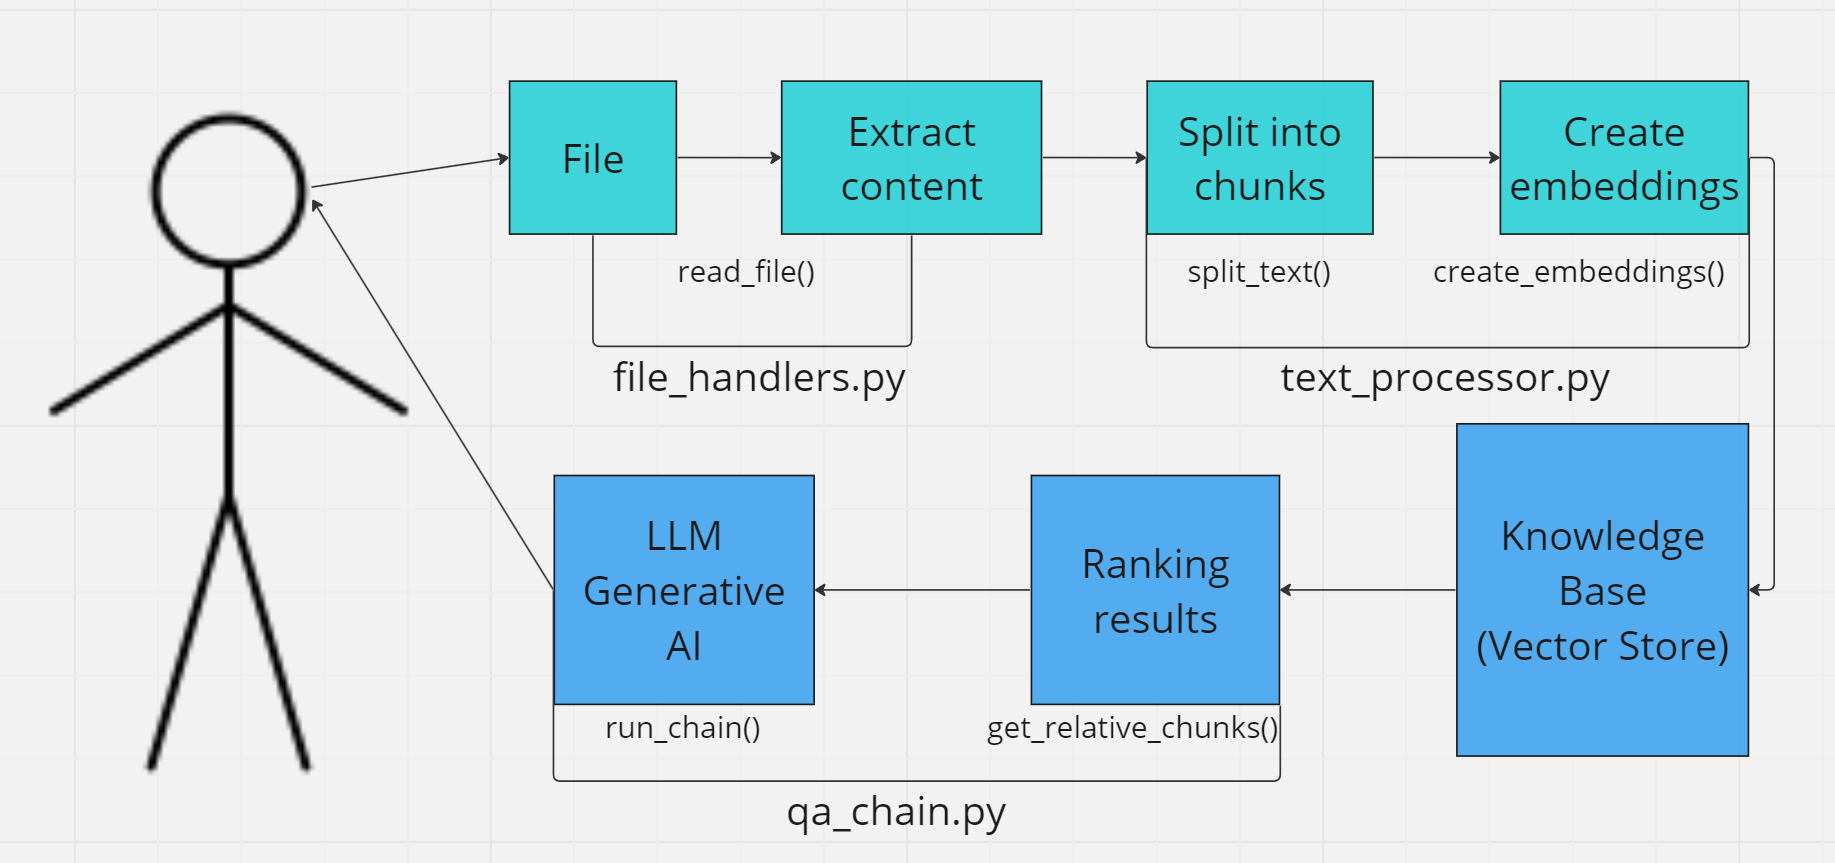 File
Extract
content
Split into
chunks
Create
embeddings
read_file()
split_text()
create_embeddings()
file_handlers.py
text_processor.py
LLM
Generative
AI
Ranking
results
Knowledge
Base
(Vector Store)
run_chain()
get_relative_chunks()
qa_chain.py